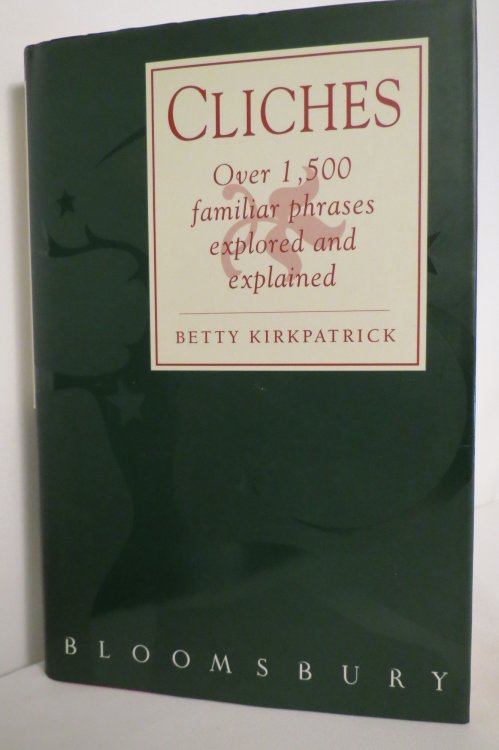 CLICHES
Over 1,500
familiar phrases
explored and
explained
BETTY KIRKPATRICK
BLOOMSBURY